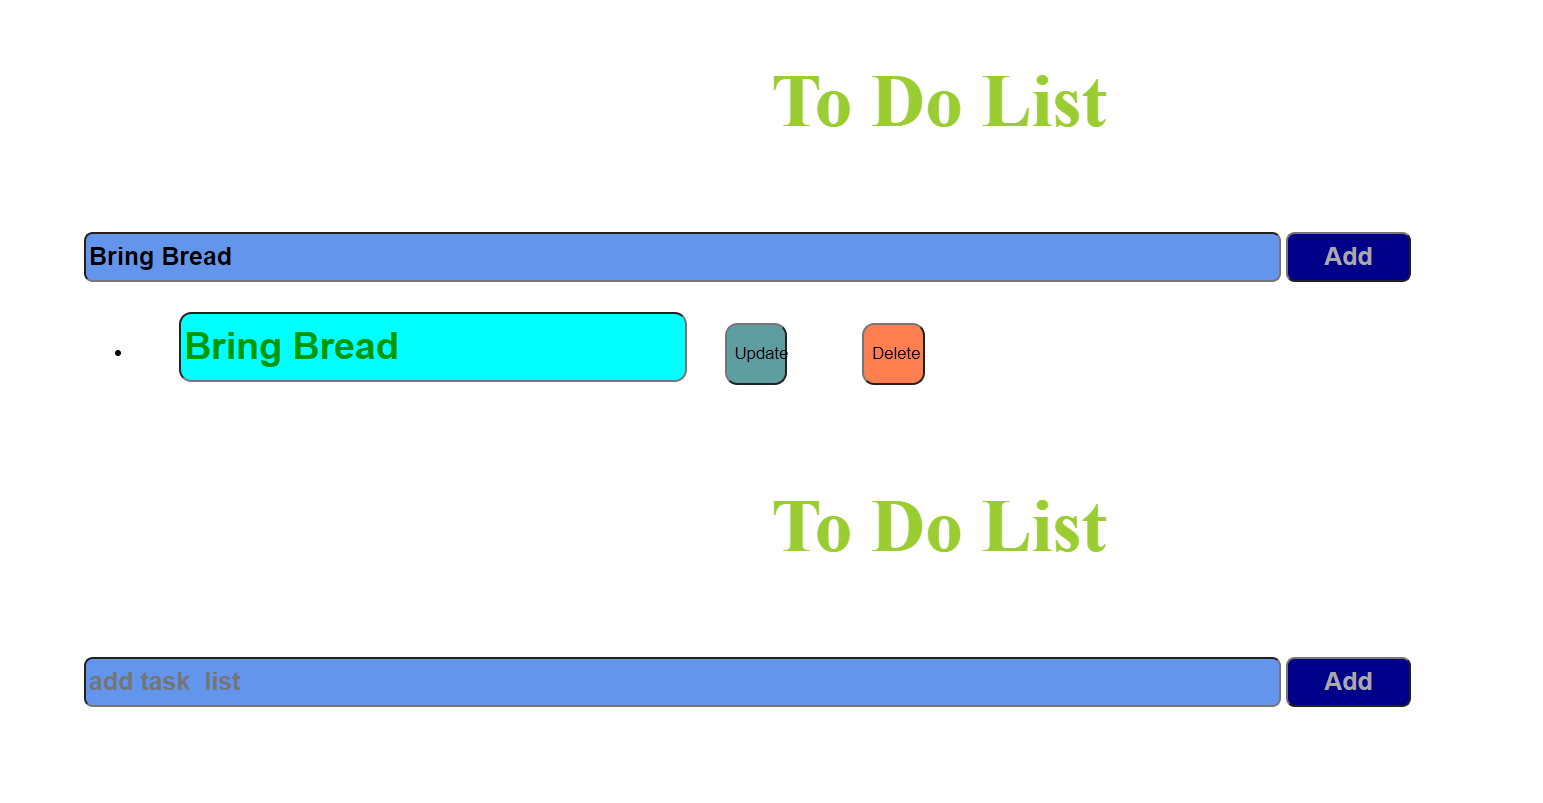 To Do List
Bring Bread Add
Bring Bread Update Delete
To Do List
add task  list Add